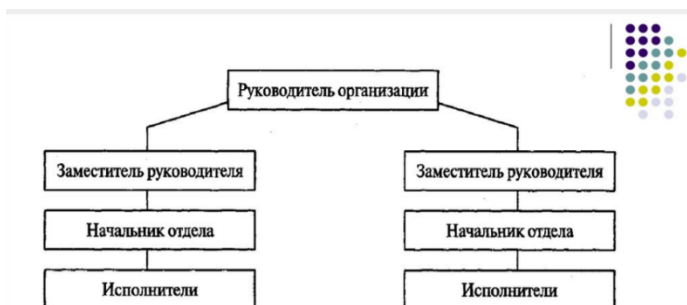 Руководитель организации
Заместитель руководителя
Заместитель руководителя
Начальник отдела
Начальник отдела
Исполнители
Исполнители